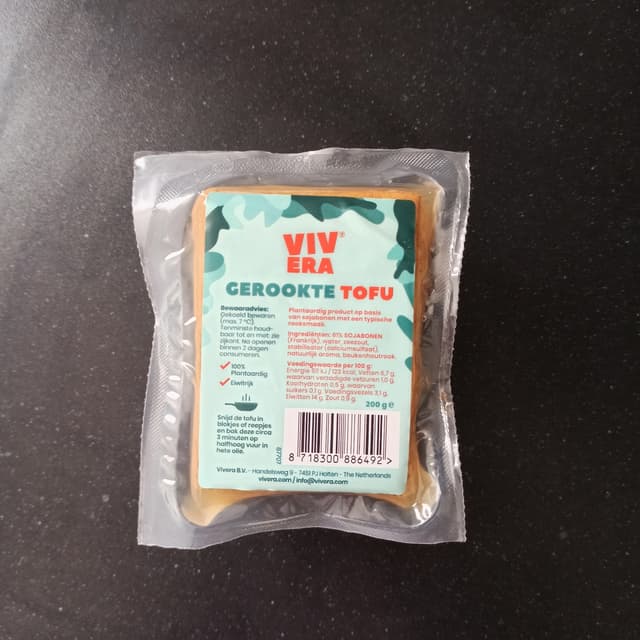 VIV
ERA®
GEROOKTE TOFU
Bewaaradvies:
Gekoeld bewaren
(max. 7°C).
Tenminste houd-
baar tot en met: zie
zijkant. Na openen
binnen 2 dagen
consumeren.
✓ 100%
Plantaardig
✓ Eiwitrijk
Snijd de tofu in
blokjes of reepjes
en bak deze circa
3 minuten op
halfhoog vuur in
hete olie.
Plantaardig product op basis
van sojabonen met een typische
rooksmaak.
Ingrediënten: 61% SOJABONEN
(Frankrijk), water, zeezout,
stabilisator (calciumsulfaat),
natuurlijk aroma, beukenhoutrook.
Voedingswaarde per 100 g:
Energie 511 kJ / 123 kcal, Vetten 6,7 g,
waarvan verzadigde vetzuren 1,0 g,
Koolhydraten 0,5 g, waarvan
suikers 0,1 g, Voedingsvezels 3,1 g,
Eiwitten 14 g, Zout 0,9 g.
200 g ℮
8 718300 886492 >
Vivera B.V. - Handelsweg 9 - 7451 PJ Holten - The Netherlands
vivera.com / info@vivera.com